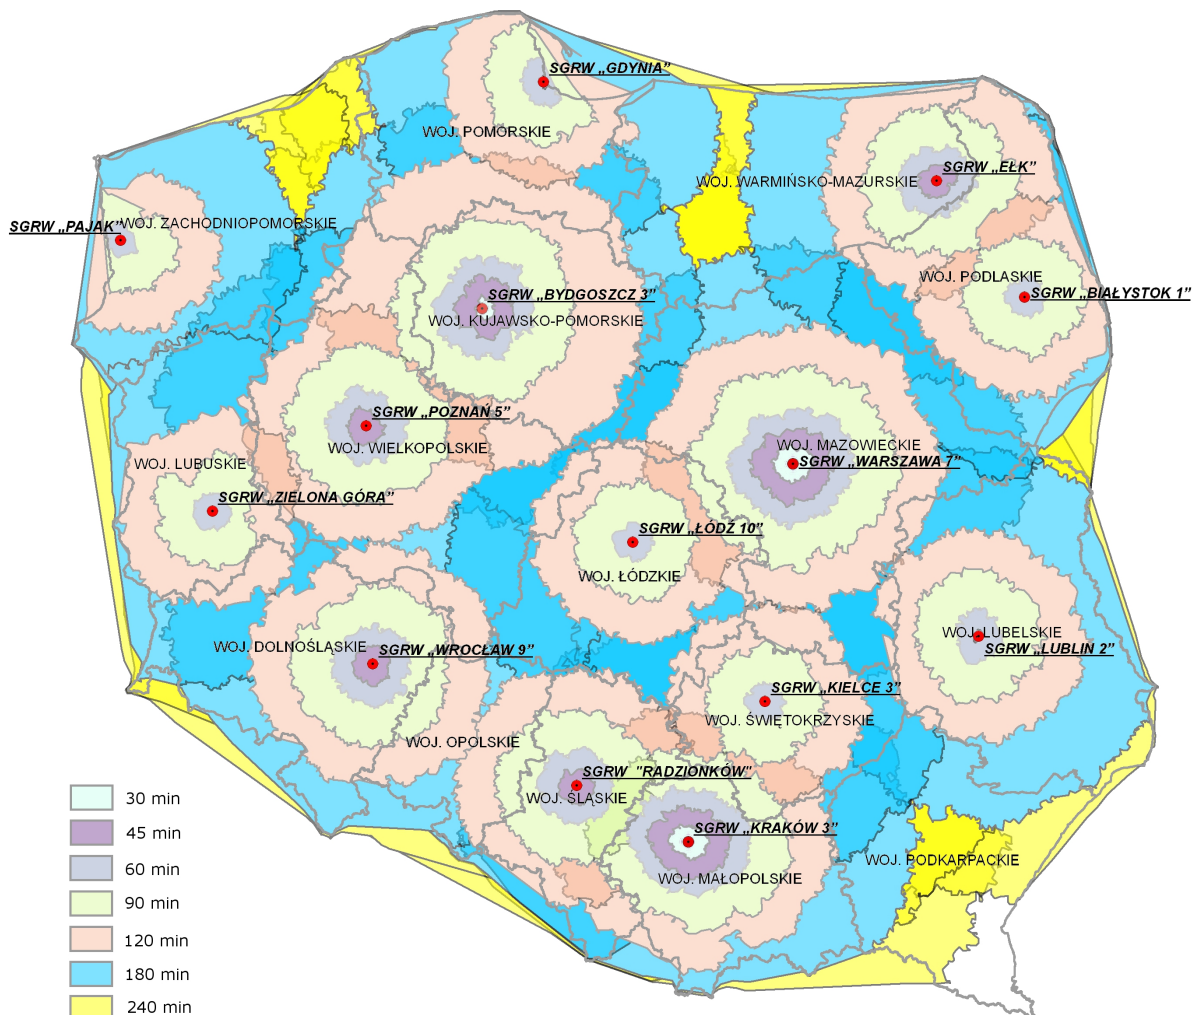 SGRW „GDYNIA”
WOJ. POMORSKIE
SGRW „EŁK”
WOJ. WARMIŃSKO-MAZURSKIE
SGRW „PAJAK”
WOJ. ZACHODNIOPOMORSKIE
WOJ. PODLASKIE
SGRW „BIAŁYSTOK 1”
SGRW „BYDGOSZCZ 3”
WOJ. KUJAWSKO-POMORSKIE
SGRW „POZNAŃ 5”
WOJ. WIELKOPOLSKIE
WOJ. MAZOWIECKIE
SGRW „WARSZAWA 7”
WOJ. LUBUSKIE
SGRW „ZIELONA GÓRA”
SGRW „ŁÓDŹ 10”
WOJ. ŁÓDZKIE
WOJ. LUBELSKIE
SGRW „LUBLIN 2”
WOJ. DOLNOŚLĄSKIE
SGRW „WROCŁAW 9”
SGRW „KIELCE 3”
WOJ. ŚWIĘTOKRZYSKIE
WOJ. OPOLSKIE
SGRW "RADZIONKÓW"
WOJ. ŚLĄSKIE
SGRW „KRAKÓW 3”
WOJ. PODKARPACKIE
WOJ. MAŁOPOLSKIE
30 min
45 min
60 min
90 min
120 min
180 min
240 min